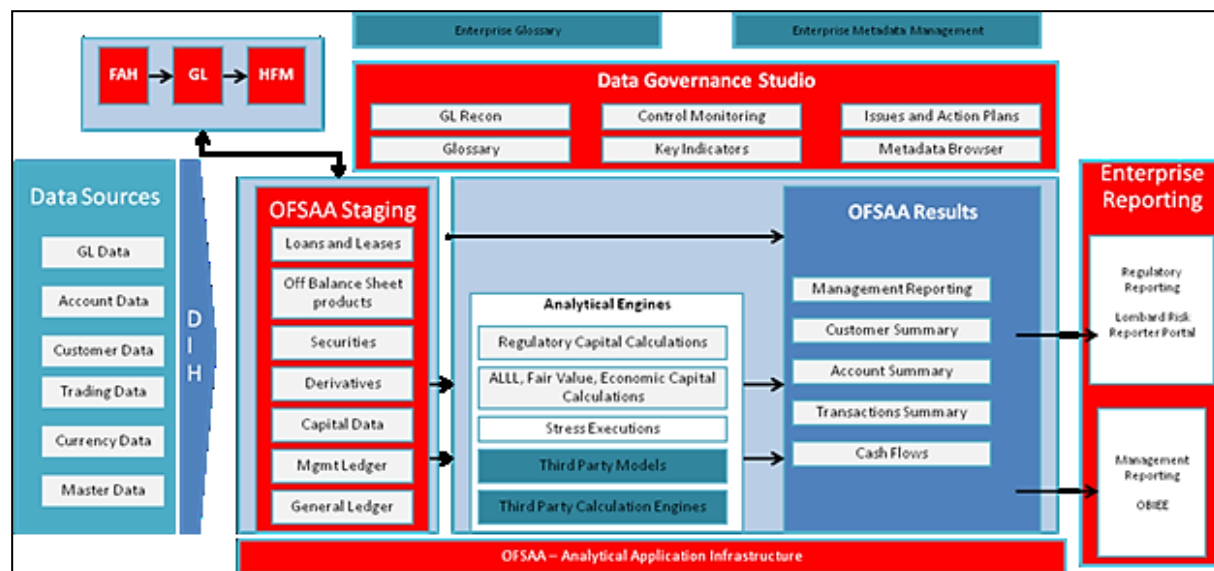 Enterprise Glossary
Enterprise Metadata Management
FAH
GL
HFM
Data Governance Studio
GL Recon
Control Monitoring
Issues and Action Plans
Glossary
Key Indicators
Metadata Browser
Data Sources
GL Data
Account Data
Customer Data
Trading Data
Currency Data
Master Data
D
I
H
OFSAA Staging
Loans and Leases
Off Balance Sheet
products
Securities
Derivatives
Capital Data
Mgmt Ledger
General Ledger
Analytical Engines
Regulatory Capital Calculations
ALLL, Fair Value, Economic Capital
Calculations
Stress Executions
Third Party Models
Third Party Calculation Engines
OFSAA Results
Management Reporting
Customer Summary
Account Summary
Transactions Summary
Cash Flows
Enterprise
Reporting
Regulatory
Reporting
Lombard Risk
Reporter Portal
Management
Reporting
OBIEE
OFSAA – Analytical Application Infrastructure